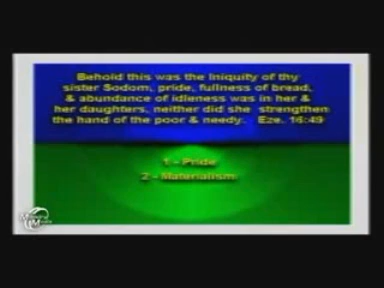 Behold this was the Iniquity of thy
sister Sodom, pride, fullness of bread,
& abundance of idleness was in her &
her daughters, neither did she strengthen
the hand of the poor & needy. Eze. 16:49
1 - Pride
2 - Materialism